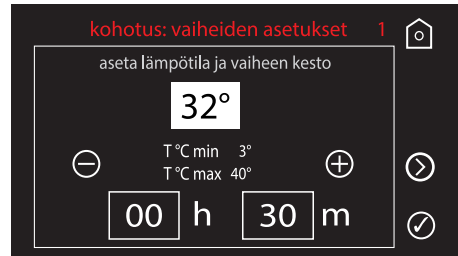 kohotus: vaiheiden asetukset 1
aseta lämpötila ja vaiheen kesto
32°
T °C min 3°
T °C max 40°
00 h 30 m